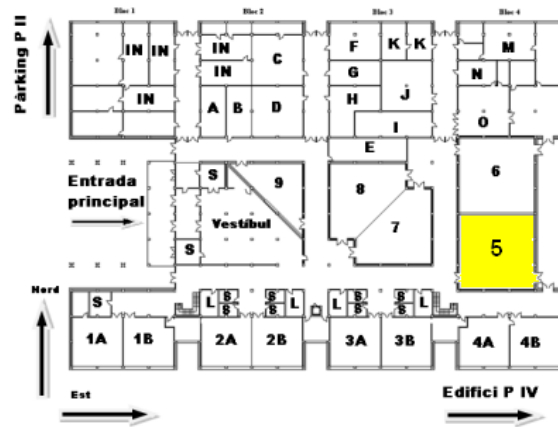 Bloc 1 Bloc 2 Bloc 3 Bloc 4
Pàrking P II
IN IN IN C F K K M
IN G N
IN A B D H J
I O
E
Entrada
principal
S 9 8 6
Vestíbul 7
S 5
Nord
S L S S L L S S L
S S S S
1A 1B 2A 2B 3A 3B 4A 4B
Est
Edifici P IV